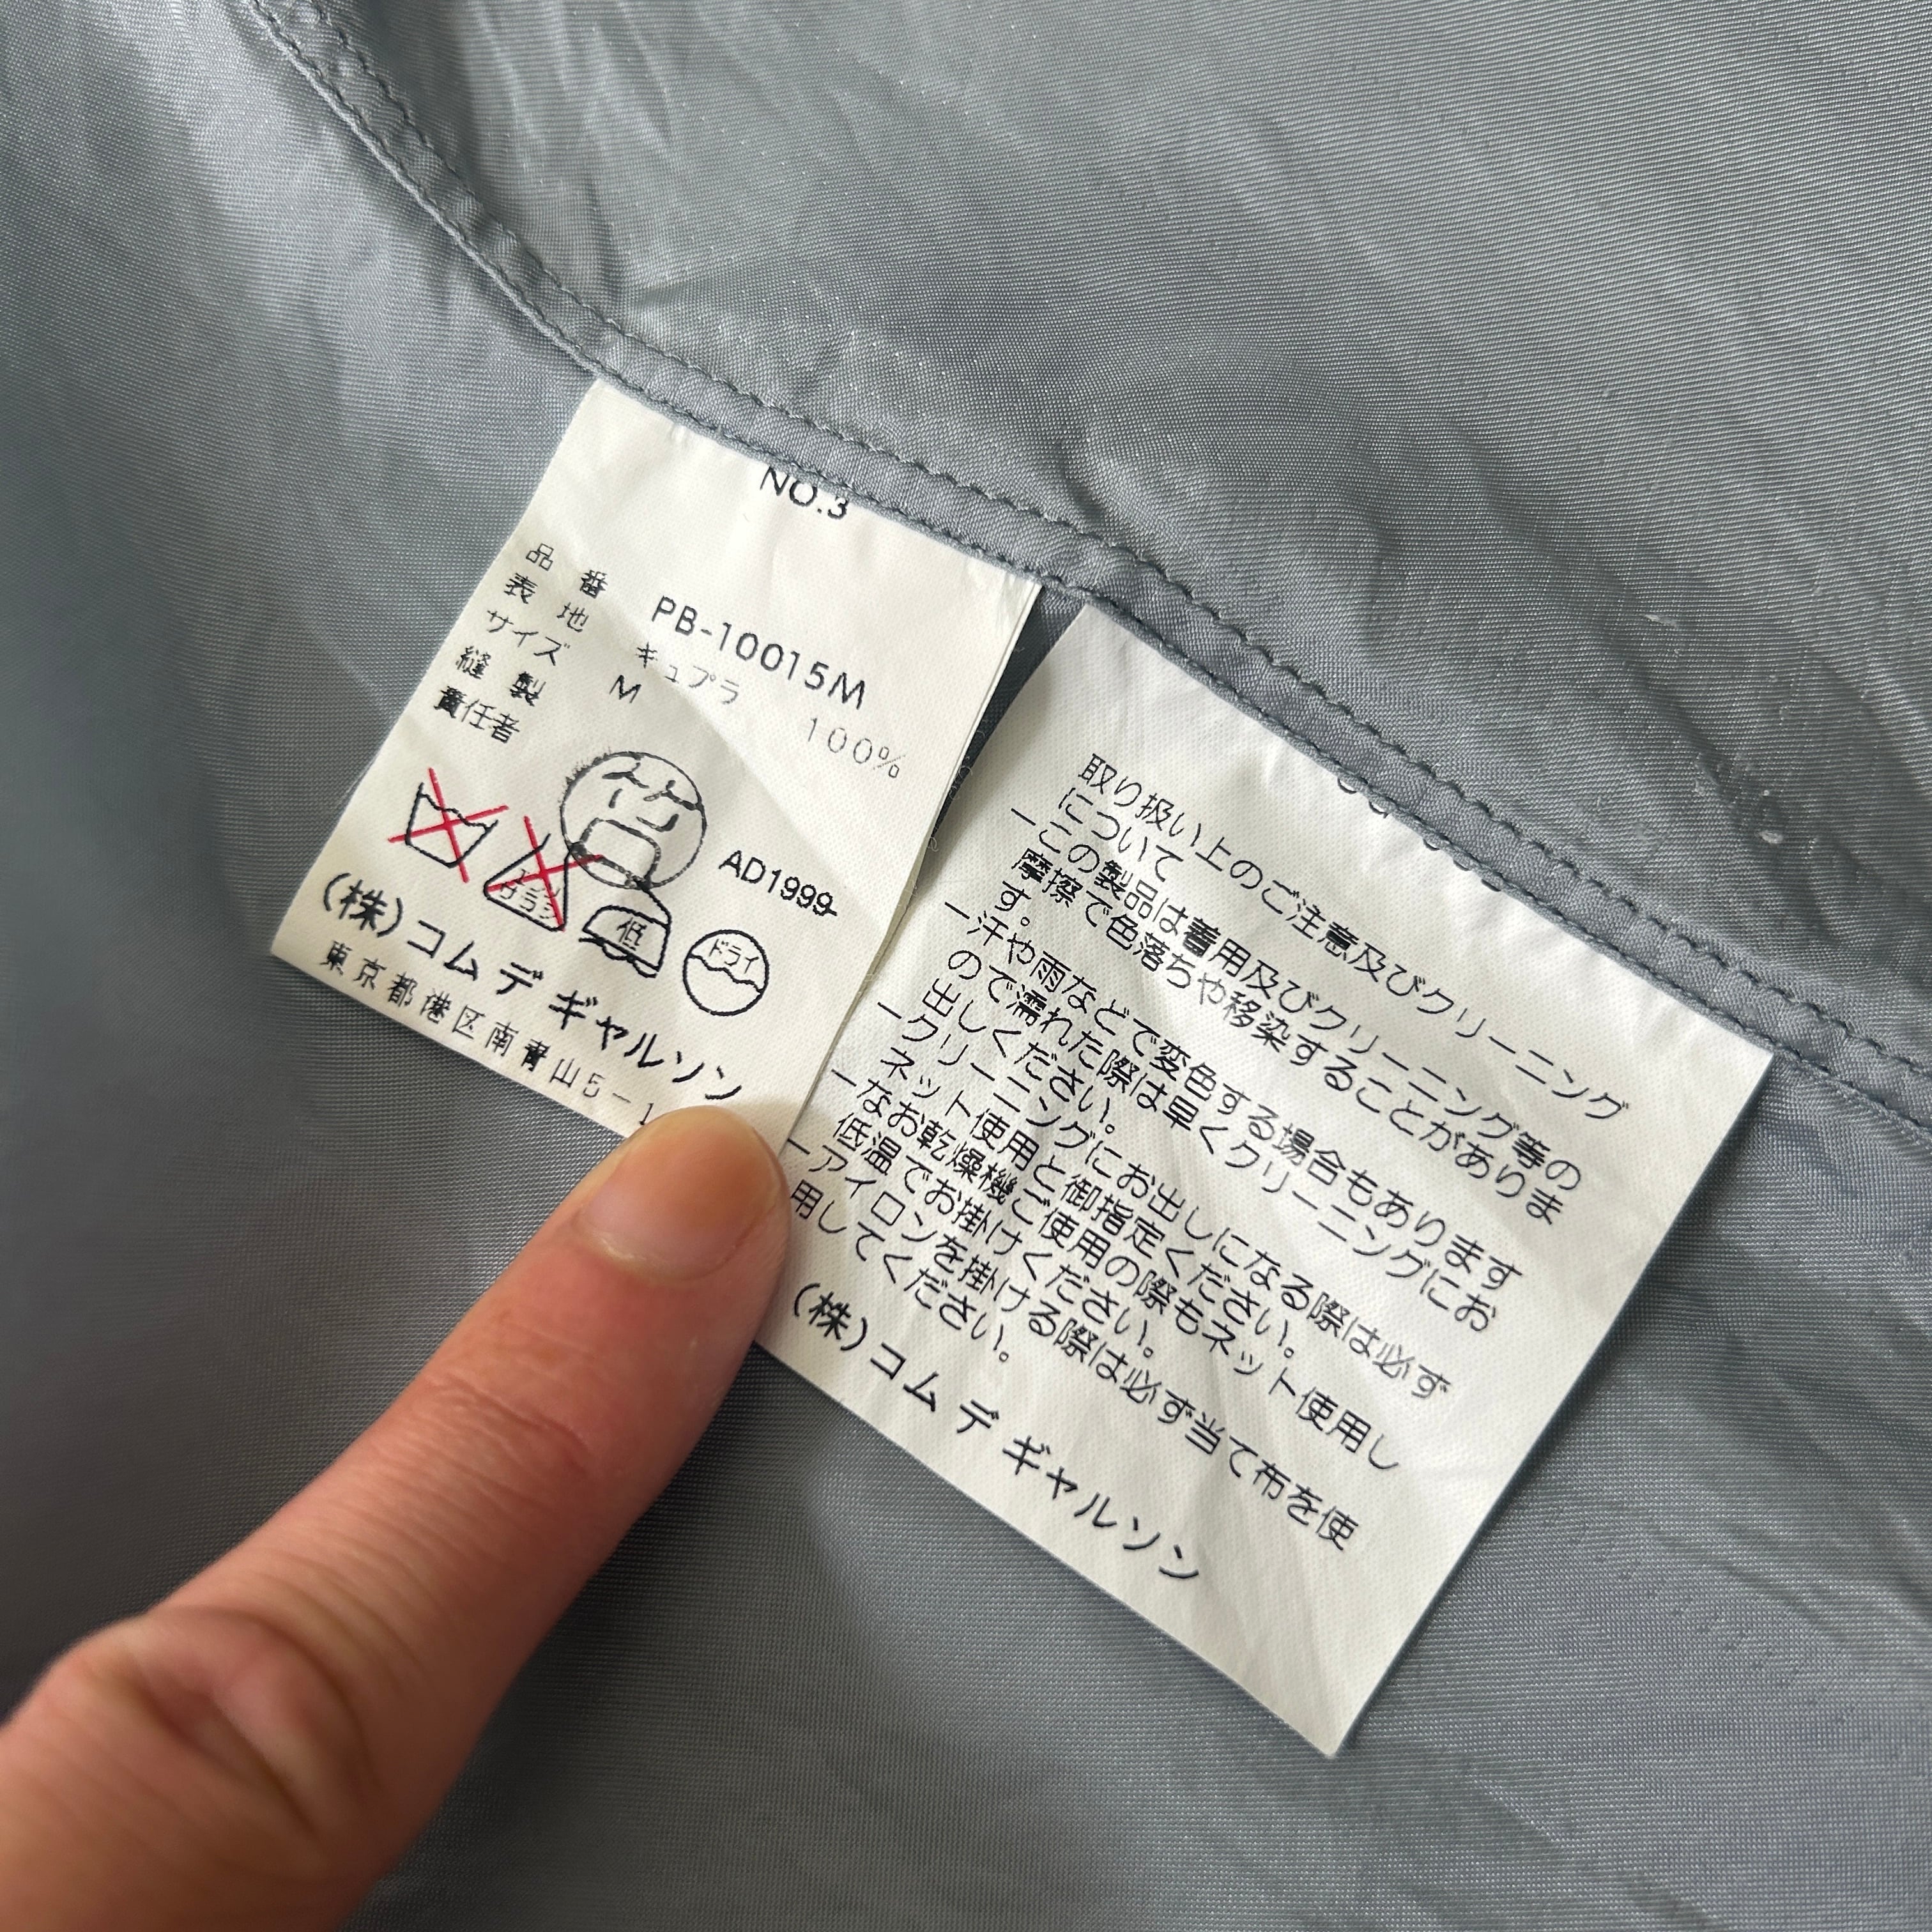 NO.3
品番 PB-10015M
表地 キュプラ 100%
サイズ M
縫製
責任者
竹口
AD1999
エンソ
サラシ
低
ドライ
(株)コム デ ギャルソン
東京都港区南青山5-1
取り扱い上のご注意及びクリーニング
について
ーこの製品は着用及びクリーニング等の
摩擦で色落ちや移染することがありま
す。
ー汗や雨などで変色する場合もあります
ので濡れた際は早くクリーニングにお
出しください。
ークリーニングにお出しになる際は必ず
ネット使用と御指定ください。
ーなお乾燥機ご使用の際もネット使用し
低温でお掛けください。
ーアイロンを掛ける際は必ず当て布を使
用してください。
(株)コム デ ギャルソン